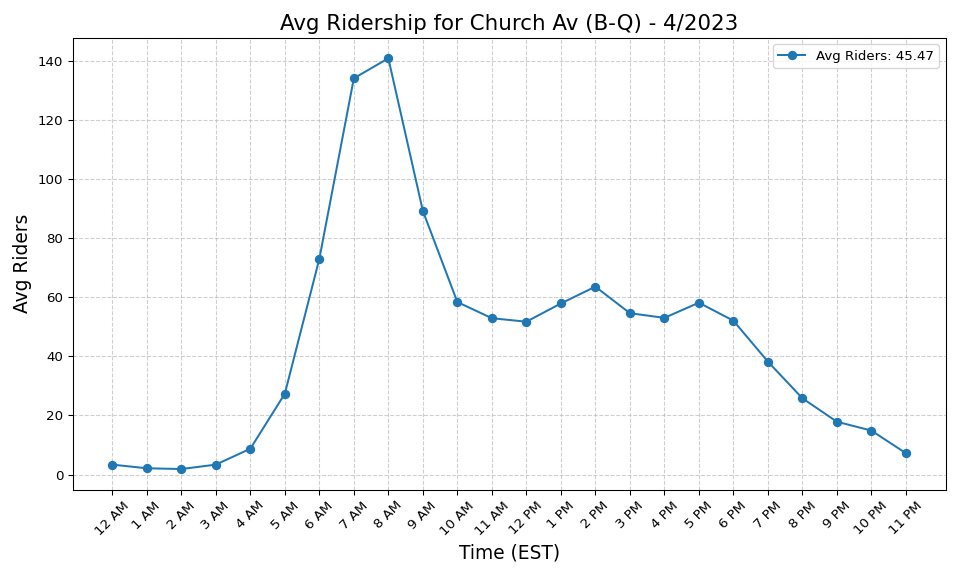 Avg Ridership for Church Av (B-Q) - 4/2023
Avg Riders: 45.47
Avg Riders
140
120
100
80
60
40
20
0
12 AM
1 AM
2 AM
3 AM
4 AM
5 AM
6 AM
7 AM
8 AM
9 AM
10 AM
11 AM
12 PM
1 PM
2 PM
3 PM
4 PM
5 PM
6 PM
7 PM
8 PM
9 PM
10 PM
11 PM
Time (EST)